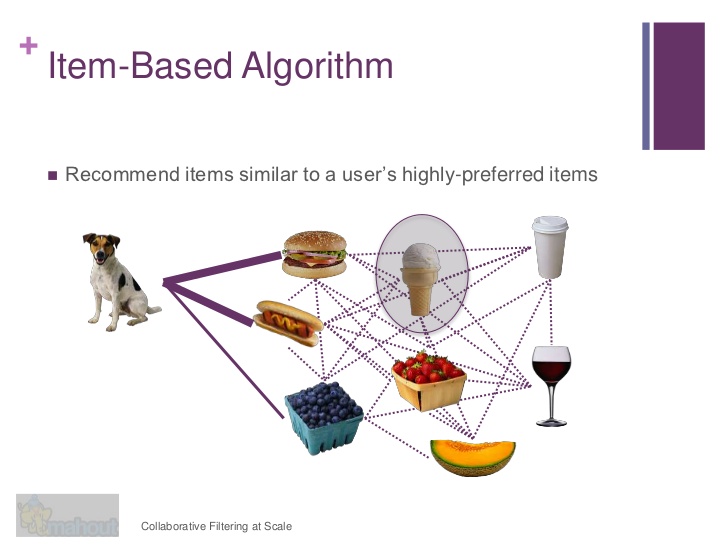 +
Item-Based Algorithm
Recommend items similar to a user’s highly-preferred items
mahout
Collaborative Filtering at Scale